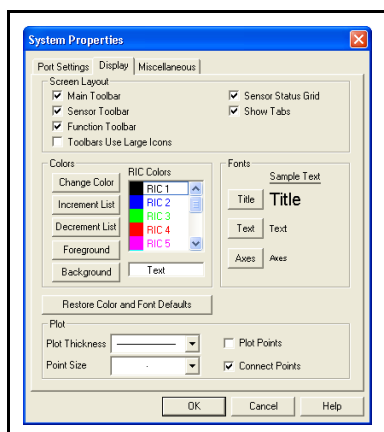 System Properties
Port Settings Display Miscellaneous
Screen Layout
Main Toolbar Sensor Status Grid
Sensor Toolbar Show Tabs
Function Toolbar
Toolbars Use Large Icons
Colors Fonts
RIC Colors Sample Text
Change Color RIC 1 Title Title
Increment List RIC 2
Decrement List RIC 3 Text Text
Foreground RIC 4
Background RIC 5 Axes Axes
Text
Restore Color and Font Defaults
Plot
Plot Thickness Plot Points
Point Size Connect Points
OK Cancel Help